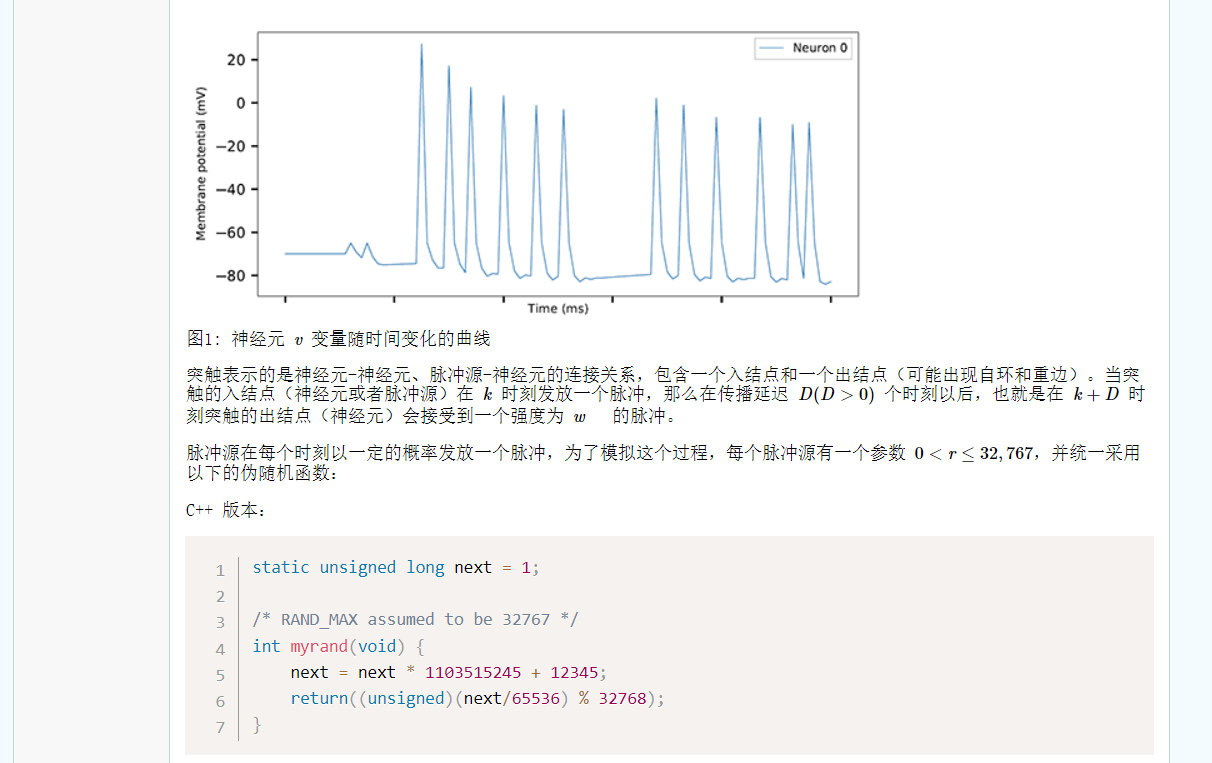 Neuron 0
20
0
−20
−40
−60
−80
Membrane potential (mV)
Time (ms)
图1: 神经元 v 变量随时间变化的曲线
突触表示的是神经元-神经元、脉冲源-神经元的连接关系，包含一个入结点和一个出结点（可能出现自环和重边）。当突
触的入结点（神经元或者脉冲源）在 k 时刻发放一个脉冲，那么在传播延迟 D(D > 0) 个时刻以后，也就是在 k + D 时
刻突触的出结点（神经元）会接受到一个强度为 w 的脉冲。
脉冲源在每个时刻以一定的概率发放一个脉冲，为了模拟这个过程，每个脉冲源有一个参数 0 < r ≤ 32,767，并统一采用
以下的伪随机函数：
C++ 版本：
1 static unsigned long next = 1;
2
3 /* RAND_MAX assumed to be 32767 */
4 int myrand(void) {
5 next = next * 1103515245 + 12345;
6 return((unsigned)(next/65536) % 32768);
7 }